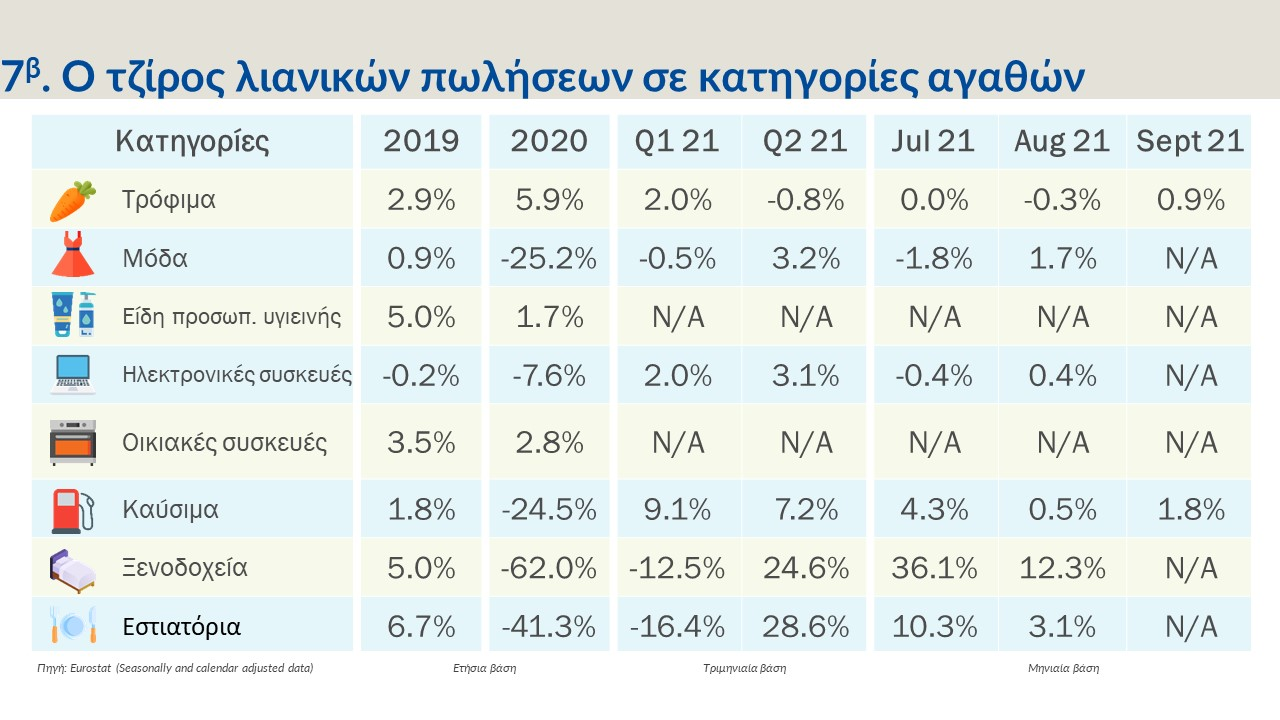 7β. Ο τζίρος λιανικών πωλήσεων σε κατηγορίες αγαθών
Κατηγορίες 2019 2020 Q1 21 Q2 21 Jul 21 Aug 21 Sept 21
Τρόφιμα 2.9% 5.9% 2.0% -0.8% 0.0% -0.3% 0.9%
Μόδα 0.9% -25.2% -0.5% 3.2% -1.8% 1.7% N/A
Είδη προσωπ. υγιεινής 5.0% 1.7% N/A N/A N/A N/A N/A
Ηλεκτρονικές συσκευές -0.2% -7.6% 2.0% 3.1% -0.4% 0.4% N/A
Οικιακές συσκευές 3.5% 2.8% N/A N/A N/A N/A N/A
Καύσιμα 1.8% -24.5% 9.1% 7.2% 4.3% 0.5% 1.8%
Ξενοδοχεία 5.0% -62.0% -12.5% 24.6% 36.1% 12.3% N/A
Εστιατόρια 6.7% -41.3% -16.4% 28.6% 10.3% 3.1% N/A
Πηγή: Eurostat (Seasonally and calendar adjusted data) Ετήσια βάση Τριμηνιαία βάση Μηνιαία βάση